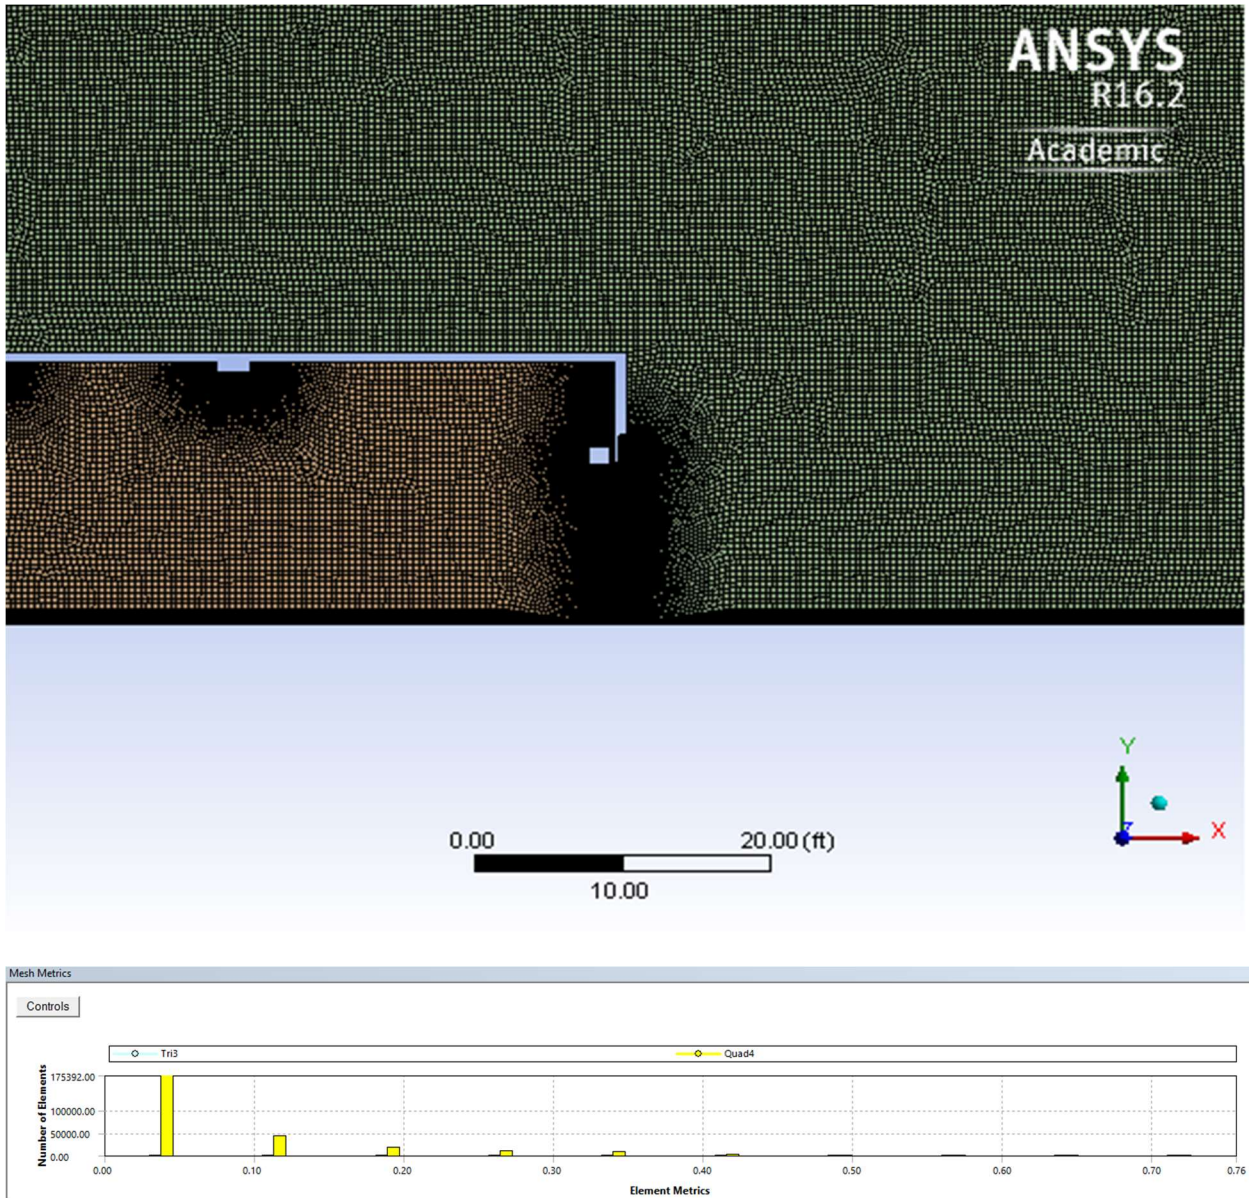 ANSYS
R16.2
Academic
Y
Z
X
0.00 20.00 (ft)
10.00
Mesh Metrics
Controls
Tri3 Quad4
Number of Elements
175392.00
100000.00
50000.00
0.00
0.00 0.10 0.20 0.30 0.40 0.50 0.60 0.70 0.76
Element Metrics